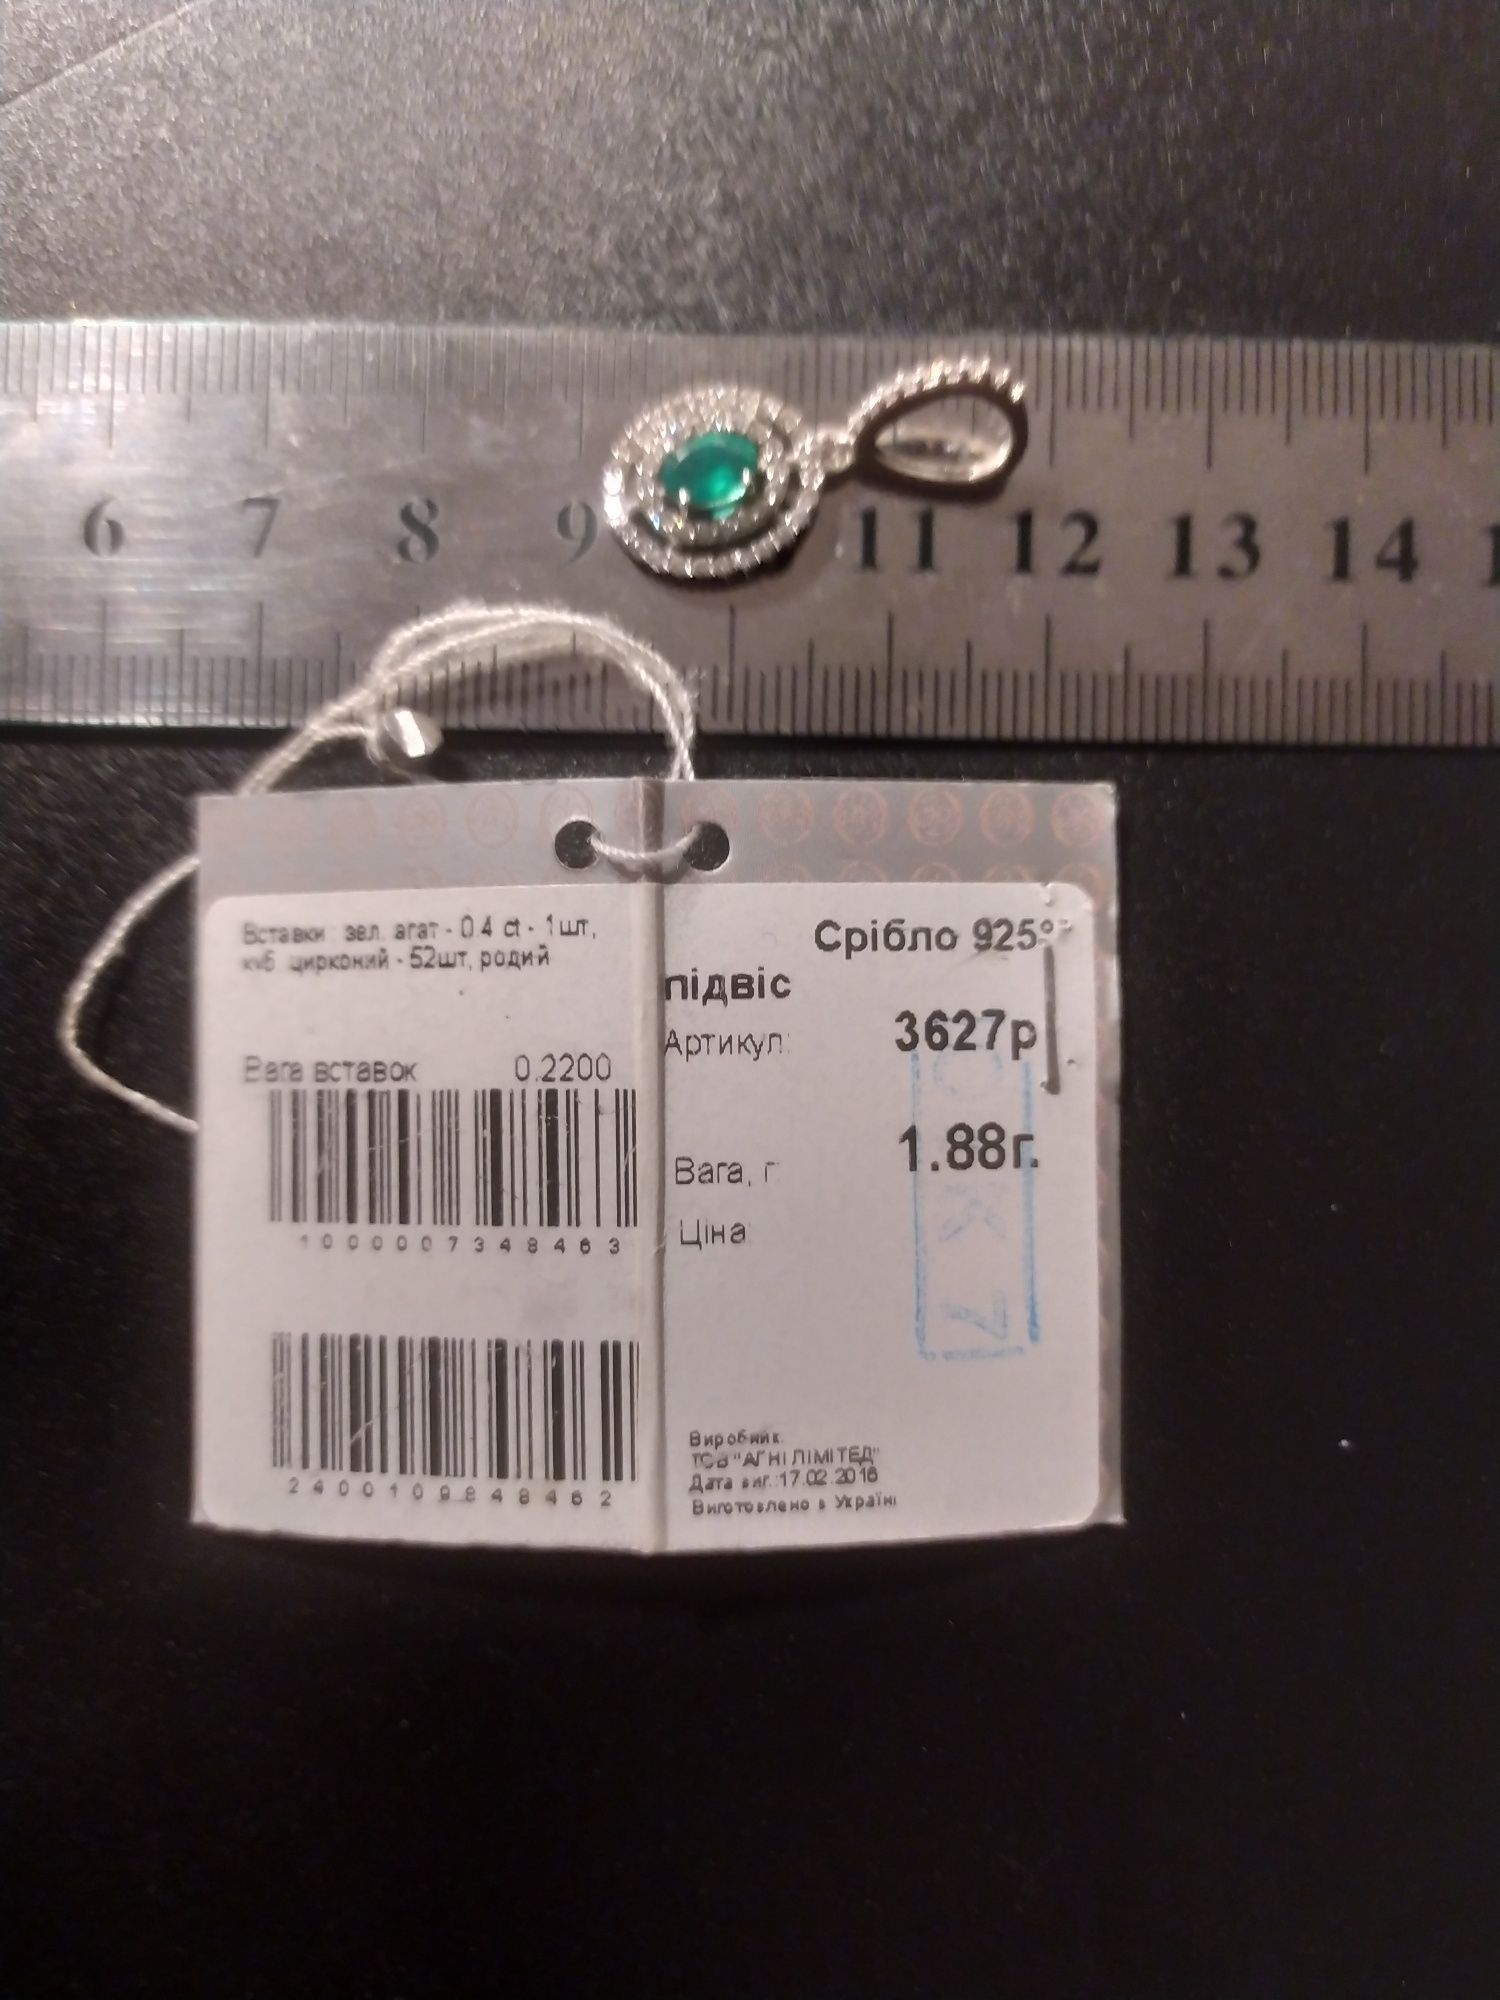 6 7 8 9 11 12 13 14
Вставки: зел. агат - 0.4 ct - 1шт,
куб. цирконий - 52шт, родий
Вага вставок 0.2200
1000007348463
2400109848462
Срібло 925°
підвіс
Артикул: 3627р
Вага, г: 1.88г.
Ціна
ОК 7
Виробник:
ТОВ "АГНІ ЛІМІТЕД"
Дата виг.:17.02.2016
Виготовлено в Україні